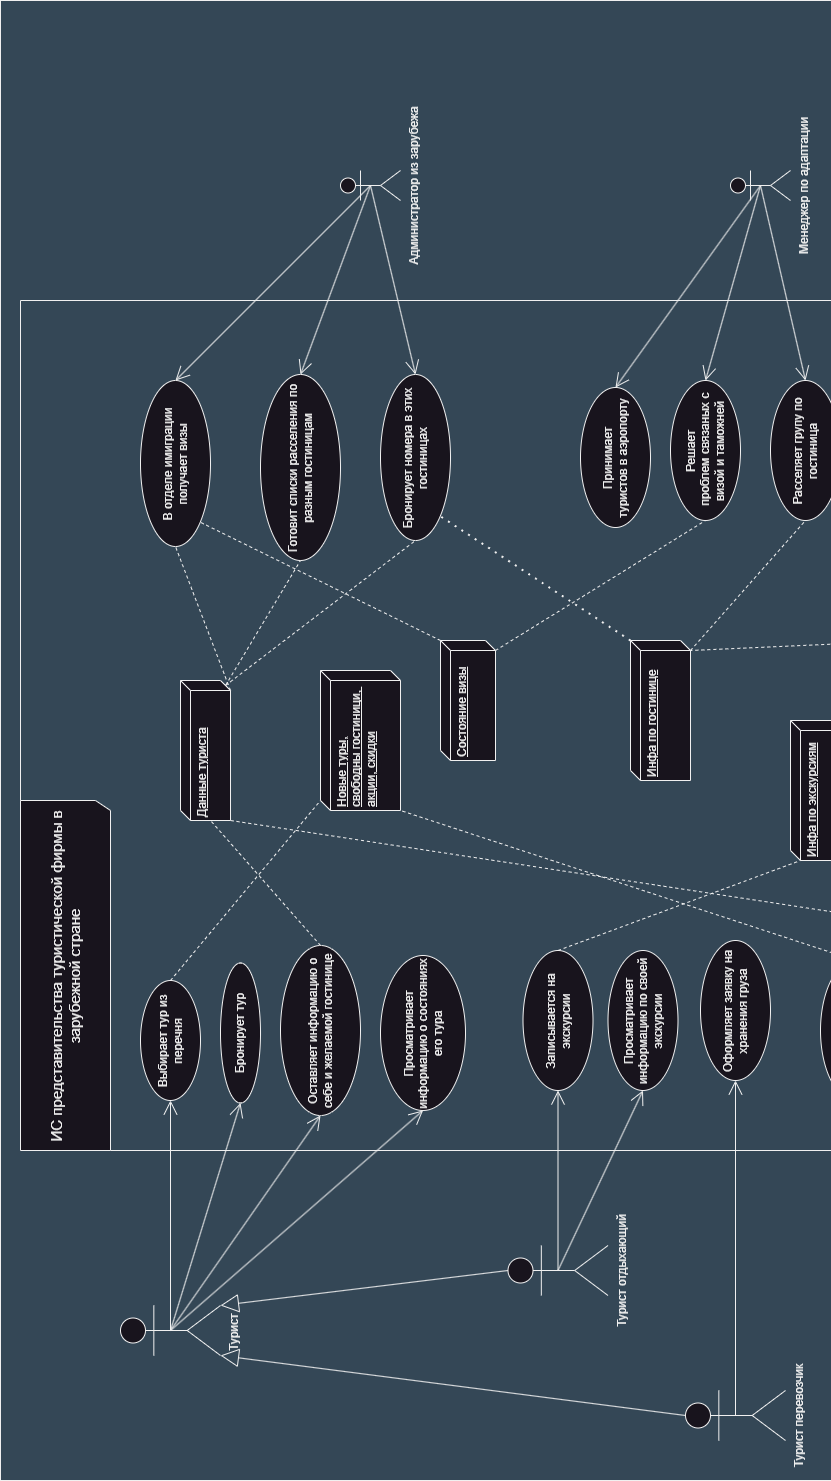 ИС представительства туристической фирмы в
зарубежной стране
Турист
Турист отдыхающий
Турист перевозчик
Выбирает тур из
перечня
Бронирует тур
Оставляет информацию о
себе и желаемой гостинице
Просматривает
информацию о состояниях
его тура
Записывается на
экскурсии
Просматривает
информацию по своей
экскурсии
Оформляет заявку на
хранения груза
Данные туриста
Новые туры,
свободны гостиници,
акции, скидки
Состояние визы
Инфа по гостинице
Инфа по экскурсиям
В отделе имиграции
получает визы
Готовит списки расселения по
разным гостиницам
Бронирует номера в этих
гостиницах
Принимает
туристов в аэропорту
Решает
проблем связаных с
визой и таможней
Расселяет групу по
гостиница
Администратор из зарубежа
Менеджер по адаптации